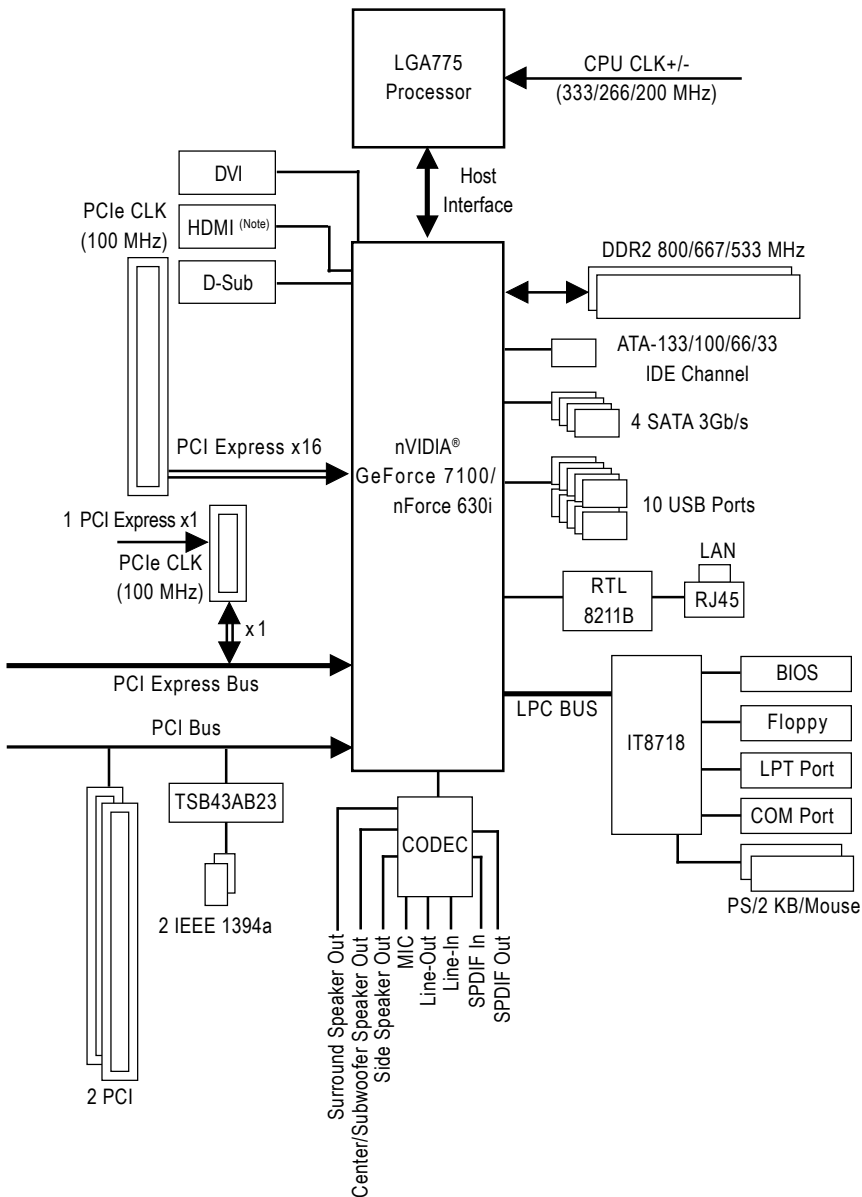 LGA775
Processor
CPU CLK+/-
(333/266/200 MHz)
Host
Interface
DVI
HDMI (Note)
D-Sub
PCIe CLK
(100 MHz)
DDR2 800/667/533 MHz
ATA-133/100/66/33
IDE Channel
4 SATA 3Gb/s
PCI Express x16
nVIDIA®
GeForce 7100/
nForce 630i
10 USB Ports
1 PCI Express x1
PCIe CLK
(100 MHz)
x1
LAN
RJ45
RTL
8211B
PCI Express Bus
PCI Bus
LPC BUS
IT8718
BIOS
Floppy
LPT Port
COM Port
PS/2 KB/Mouse
TSB43AB23
2 IEEE 1394a
2 PCI
CODEC
Surround Speaker Out
Center/Subwoofer Speaker Out
Side Speaker Out
MIC
Line-Out
Line-In
SPDIF In
SPDIF Out